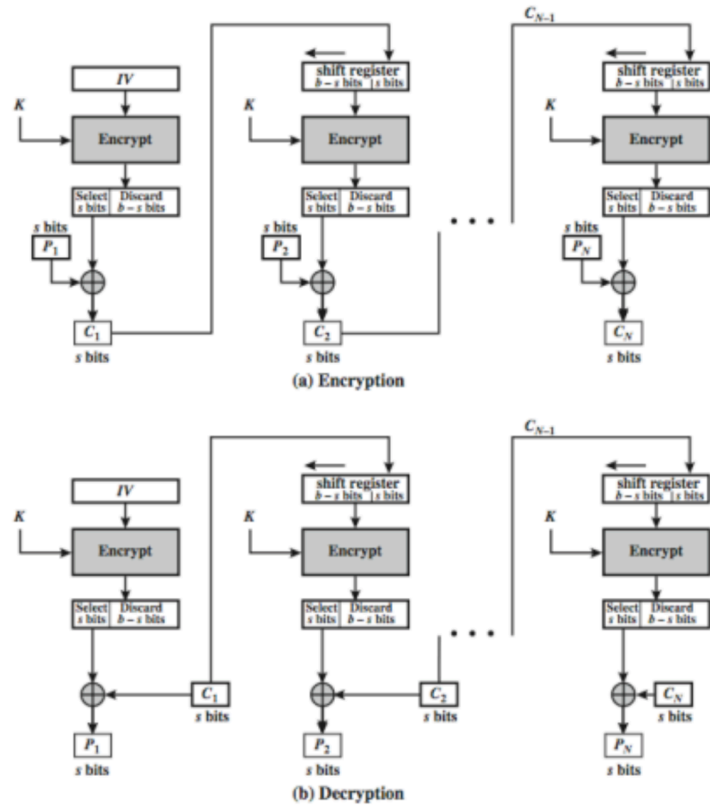 C_{N-1}
IV
shift register
b – s bits | s bits
shift register
b – s bits | s bits
K
K
K
Encrypt
Encrypt
Encrypt
Select Discard
s bits b – s bits
Select Discard
s bits b – s bits
Select Discard
s bits b – s bits
s bits
P_1
s bits
P_2
s bits
P_N
• • •
C_1
C_2
C_N
s bits
s bits
s bits
(a) Encryption
C_{N-1}
IV
shift register
b – s bits | s bits
shift register
b – s bits | s bits
K
K
K
Encrypt
Encrypt
Encrypt
Select Discard
s bits b – s bits
Select Discard
s bits b – s bits
Select Discard
s bits b – s bits
• • •
C_1
s bits
C_2
s bits
C_N
s bits
P_1
P_2
P_N
s bits
s bits
s bits
(b) Decryption